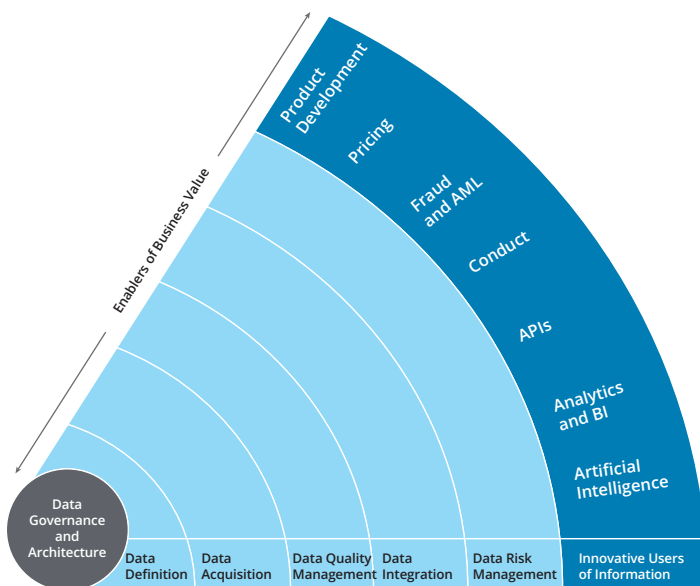 Product
Development
Pricing
Fraud
and AML
Conduct
APIs
Analytics
and BI
Artificial
Intelligence
Enablers of Business Value
Data
Governance
and
Architecture
Data
Definition
Data
Acquisition
Data Quality
Management
Data
Integration
Data Risk
Management
Innovative Users
of Information